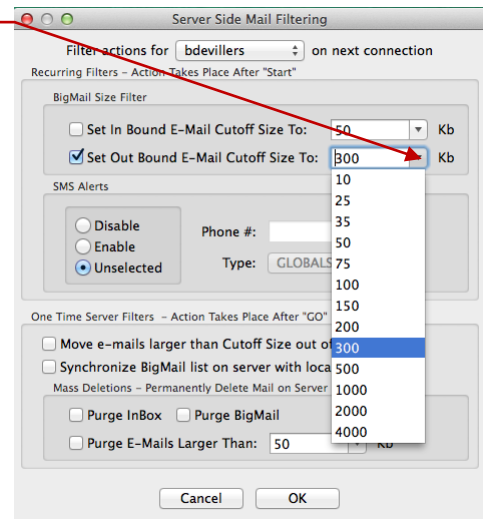 Server Side Mail Filtering
Filter actions for bdevillers on next connection
Recurring Filters – Action Takes Place After "Start"
BigMail Size Filter
Set In Bound E-Mail Cutoff Size To: 50 Kb
Set Out Bound E-Mail Cutoff Size To: 300 Kb
10
25
35
50
75
100
150
200
300
500
1000
2000
4000
SMS Alerts
Disable
Enable
Unselected
Phone #:
Type: GLOBALS
One Time Server Filters – Action Takes Place After "GO"
Move e-mails larger than Cutoff Size out of
Synchronize BigMail list on server with loca
Mass Deletions – Permanently Delete Mail on Server
Purge InBox Purge BigMail
Purge E-Mails Larger Than: 50 Kb
Cancel OK